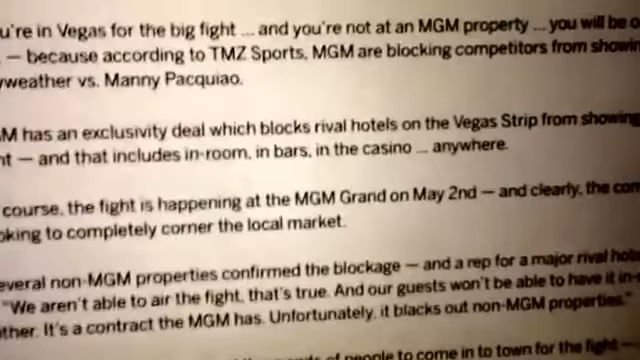 u're in Vegas for the big fight ... and you're not at an MGM property ... you will be o
— because according to TMZ Sports, MGM are blocking competitors from showin
yweather vs. Manny Pacquiao.
M has an exclusivity deal which blocks rival hotels on the Vegas Strip from showing
ht — and that includes in-room, in bars, in the casino ... anywhere.
course, the fight is happening at the MGM Grand on May 2nd — and clearly, the com
oking to completely corner the local market.
everal non-MGM properties confirmed the blockage — and a rep for a major rival hote
"We aren't able to air the fight, that's true. And our guests won't be able to have it in-
ither. It's a contract the MGM has. Unfortunately, it blacks out non-MGM properties."
of people to come in to town for the fight —